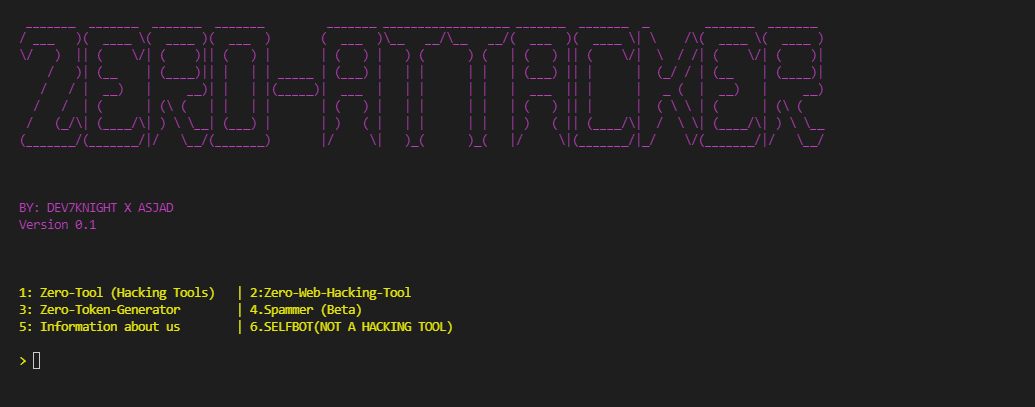 ZERO-ATTACKER
BY: DEV7KNIGHT X ASJAD
Version 0.1
1: Zero-Tool (Hacking Tools) | 2:Zero-Web-Hacking-Tool
3: Zero-Token-Generator | 4.Spammer (Beta)
5: Information about us | 6.SELFBOT(NOT A HACKING TOOL)
>